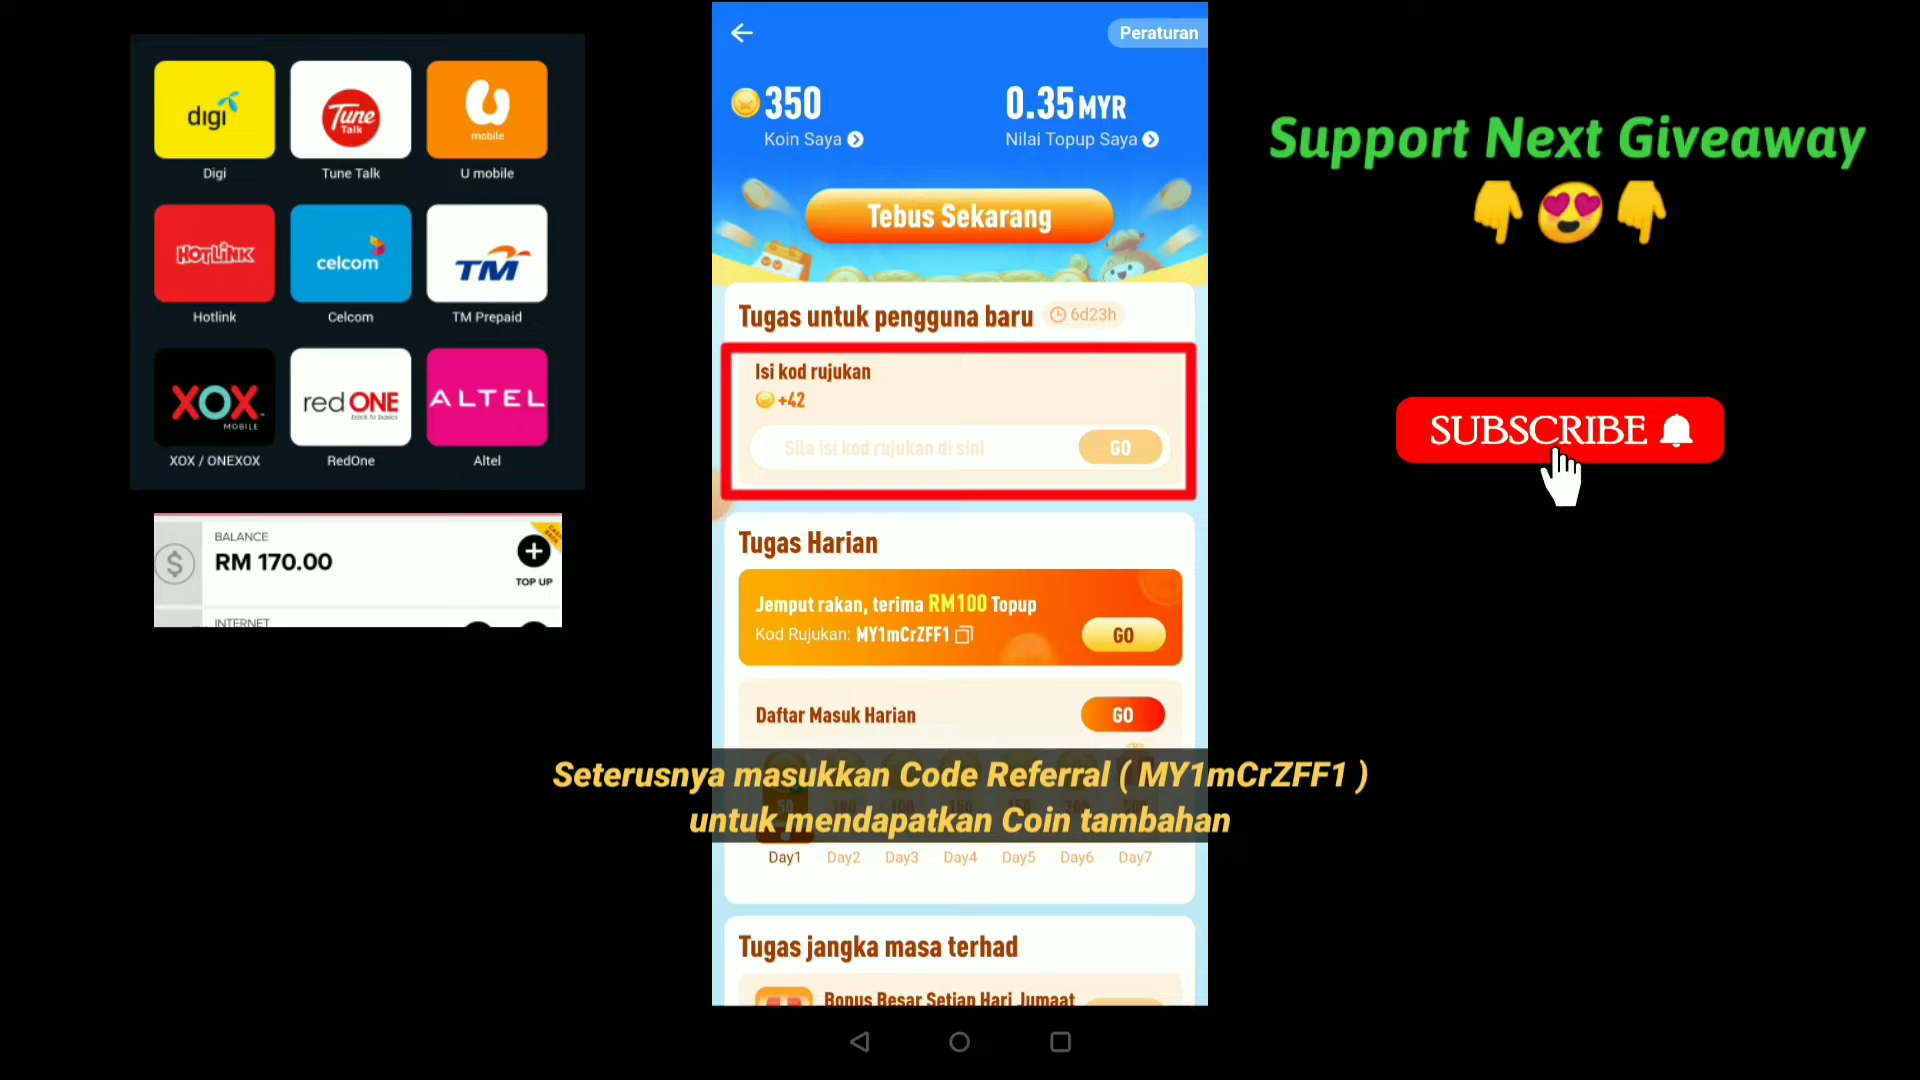 digi
Tune
Talk
mobile
Digi
Tune Talk
U mobile
HOTLINK
celcom
TM
Hotlink
Celcom
TM Prepaid
XOX
MOBILE
red ONE
back to basics
ALTEL
XOX / ONEXOX
RedOne
Altel
BALANCE
RM 170.00
TOP UP
INTERNET
Peraturan
350
0.35 MYR
Koin Saya
Nilai Topup Saya
Tebus Sekarang
Tugas untuk pengguna baru
6d23h
Isi kod rujukan
+42
Sila isi kod rujukan di sini
GO
Tugas Harian
Jemput rakan, terima RM100 Topup
Kod Rujukan: MY1mCrZFF1
GO
Daftar Masuk Harian
GO
Seterusnya masukkan Code Referral ( MY1mCrZFF1 )
untuk mendapatkan Coin tambahan
Day1 Day2 Day3 Day4 Day5 Day6 Day7
Tugas jangka masa terhad
Bonus Besar Setiap Hari Jumaat
Support Next Giveaway
SUBSCRIBE